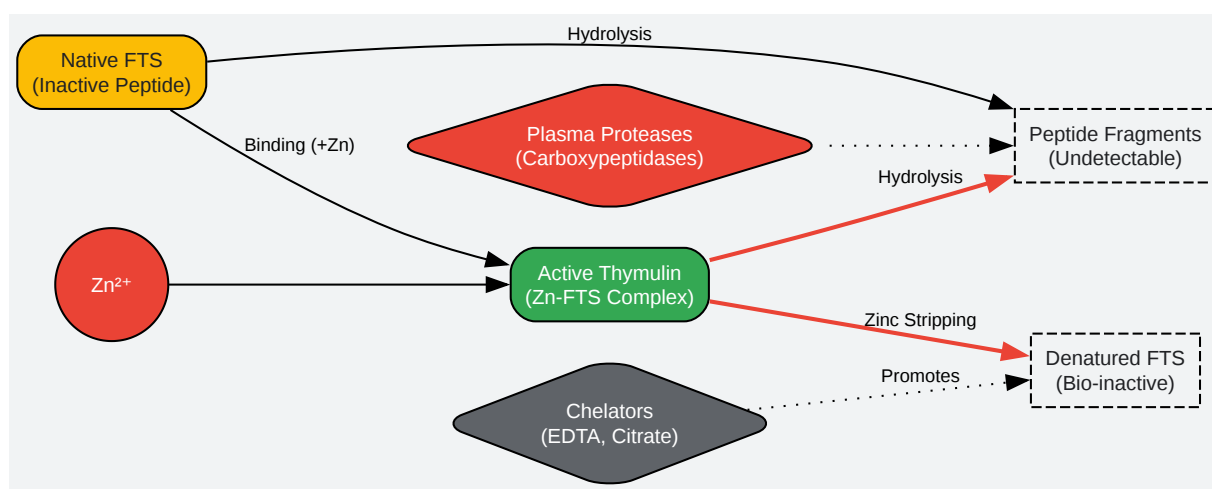 Hydrolysis
Native FTS
(Inactive Peptide)
Binding (+Zn)
Plasma Proteases
(Carboxypeptidases)
Peptide Fragments
(Undetectable)
Hydrolysis
Zn²⁺
Active Thymulin
(Zn-FTS Complex)
Zinc Stripping
Denatured FTS
(Bio-inactive)
Promotes
Chelators
(EDTA, Citrate)